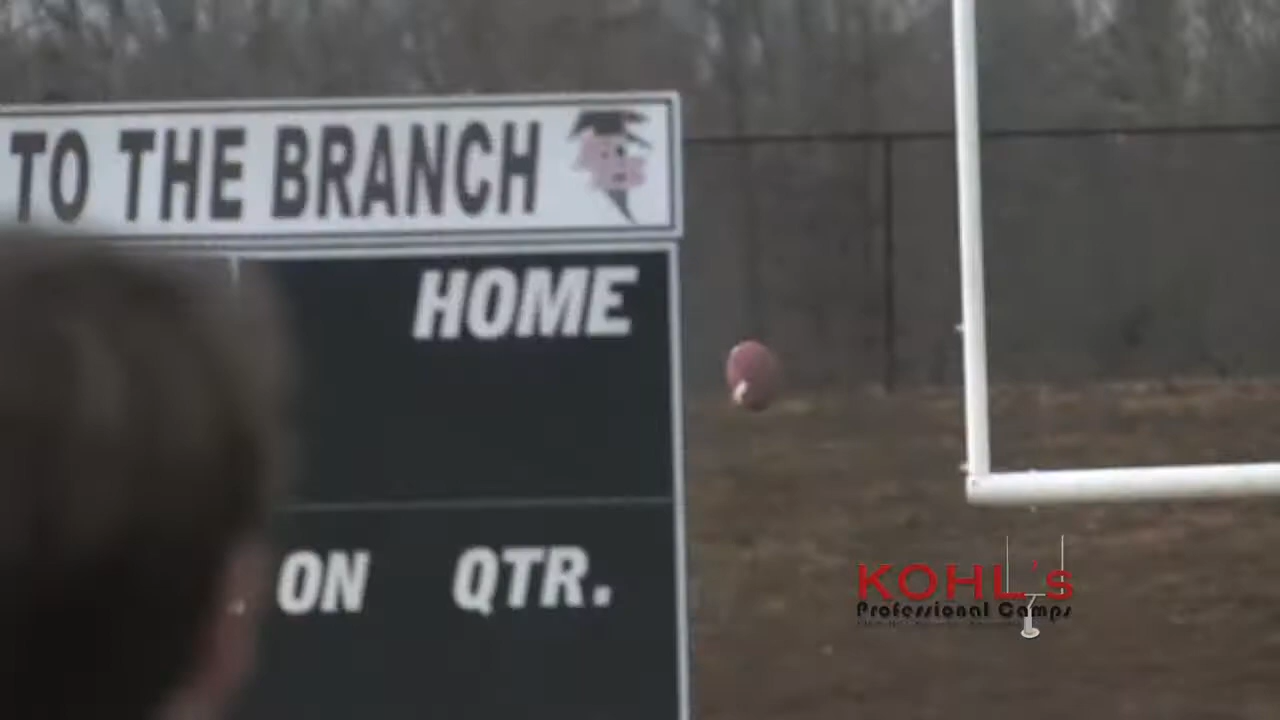 TO THE BRANCH
HOME
ON QTR.
KOHL's
Professional Camps